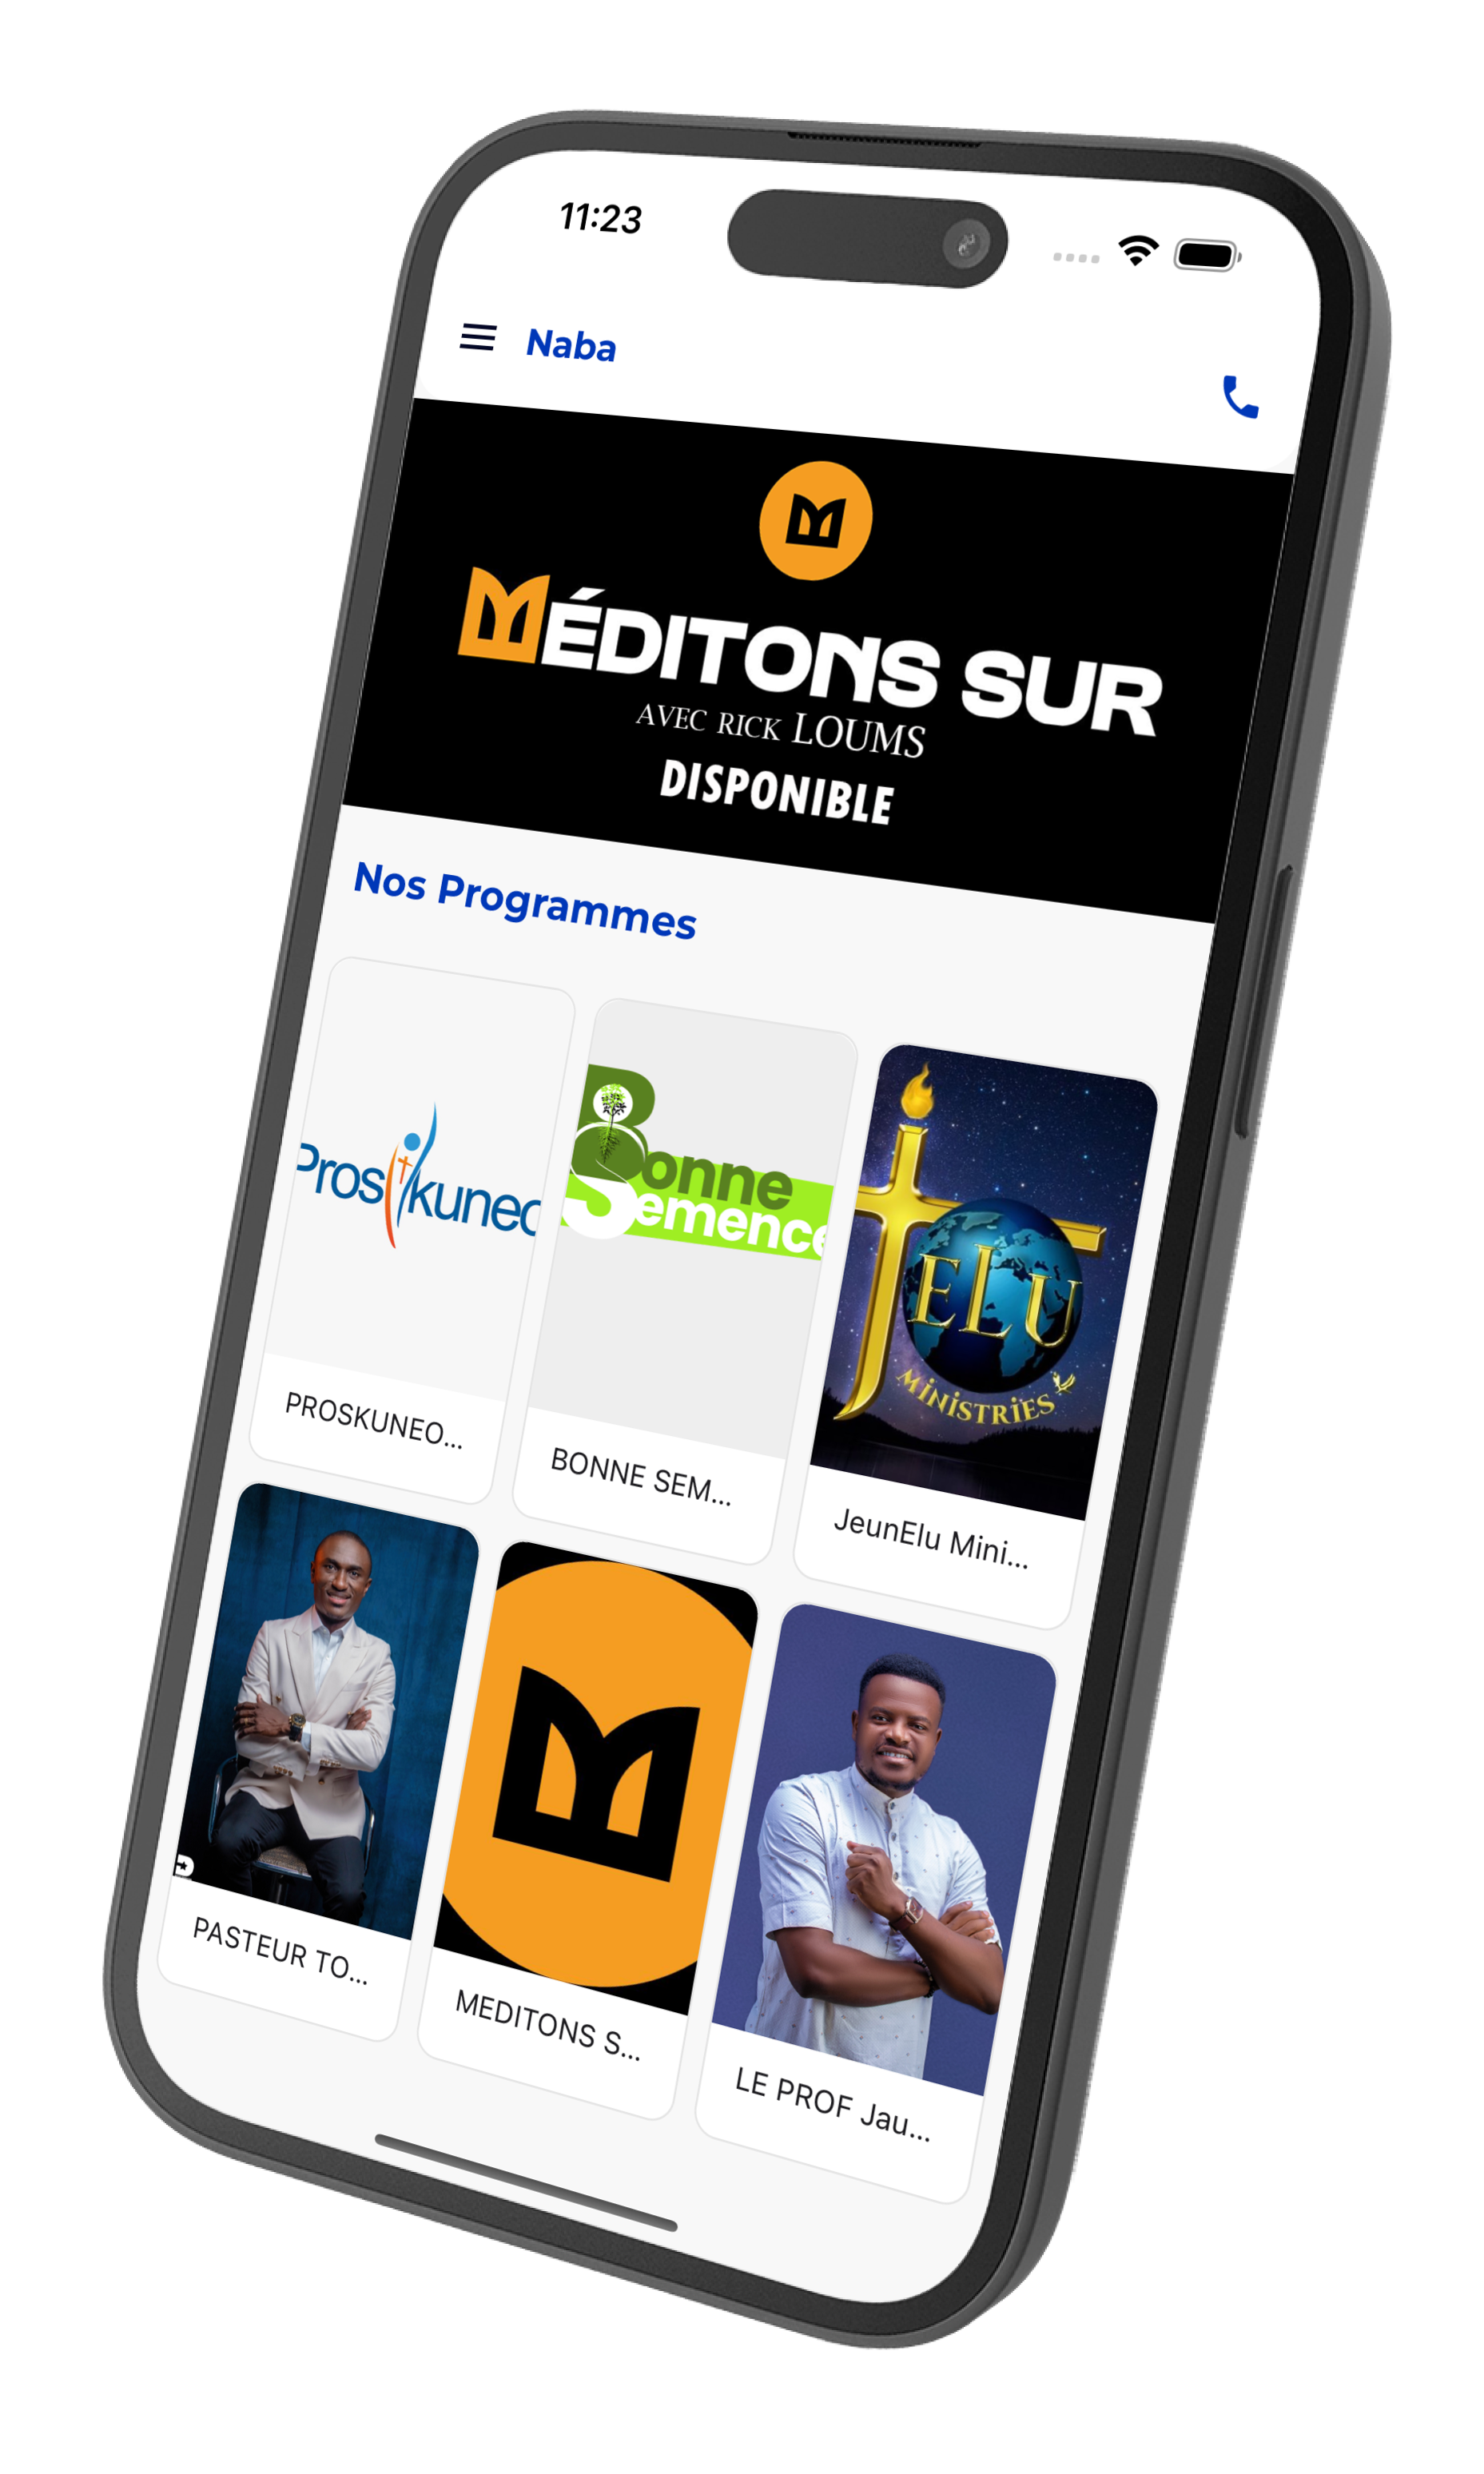 11:23
Naba
MÉDITONS SUR
AVEC RICK LOUMS
DISPONIBLE
Nos Programmes
Proskuneo
Bonne
Semence
JELU
MINISTRIES
PROSKUNEO...
BONNE SEM...
JeunElu Mini...
PASTEUR TO...
MEDITONS S...
LE PROF Jau...